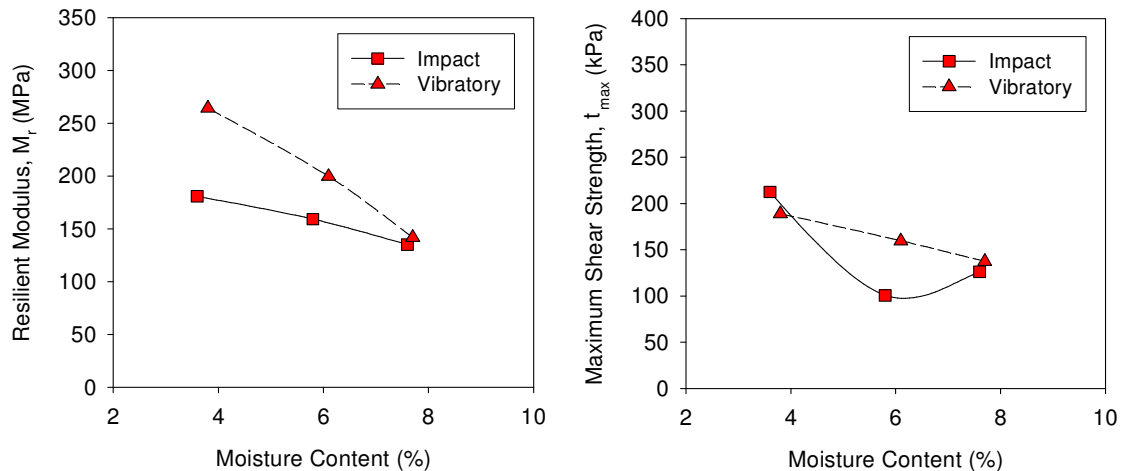 Resilient Modulus, Mr (MPa)
350
300
250
200
150
100
50
0
2 4 6 8 10
Moisture Content (%)
Impact
Vibratory
Maximum Shear Strength, tmax (kPa)
400
350
300
250
200
150
100
50
0
2 4 6 8 10
Moisture Content (%)
Impact
Vibratory